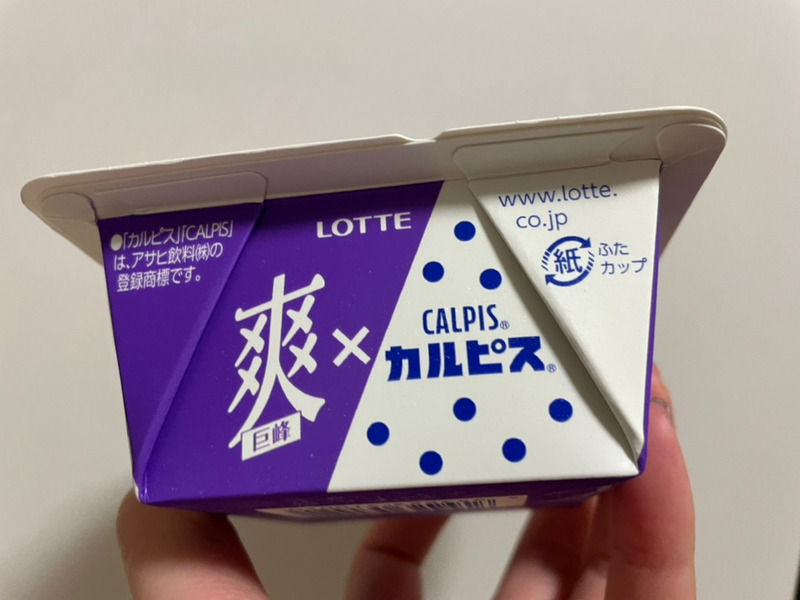 ●「カルピス」「CALPIS」
は、アサヒ飲料㈱の
登録商標です。
LOTTE
爽×
巨峰
CALPIS®
カルピス®
www.lotte.
co.jp
紙
ふた
カップ